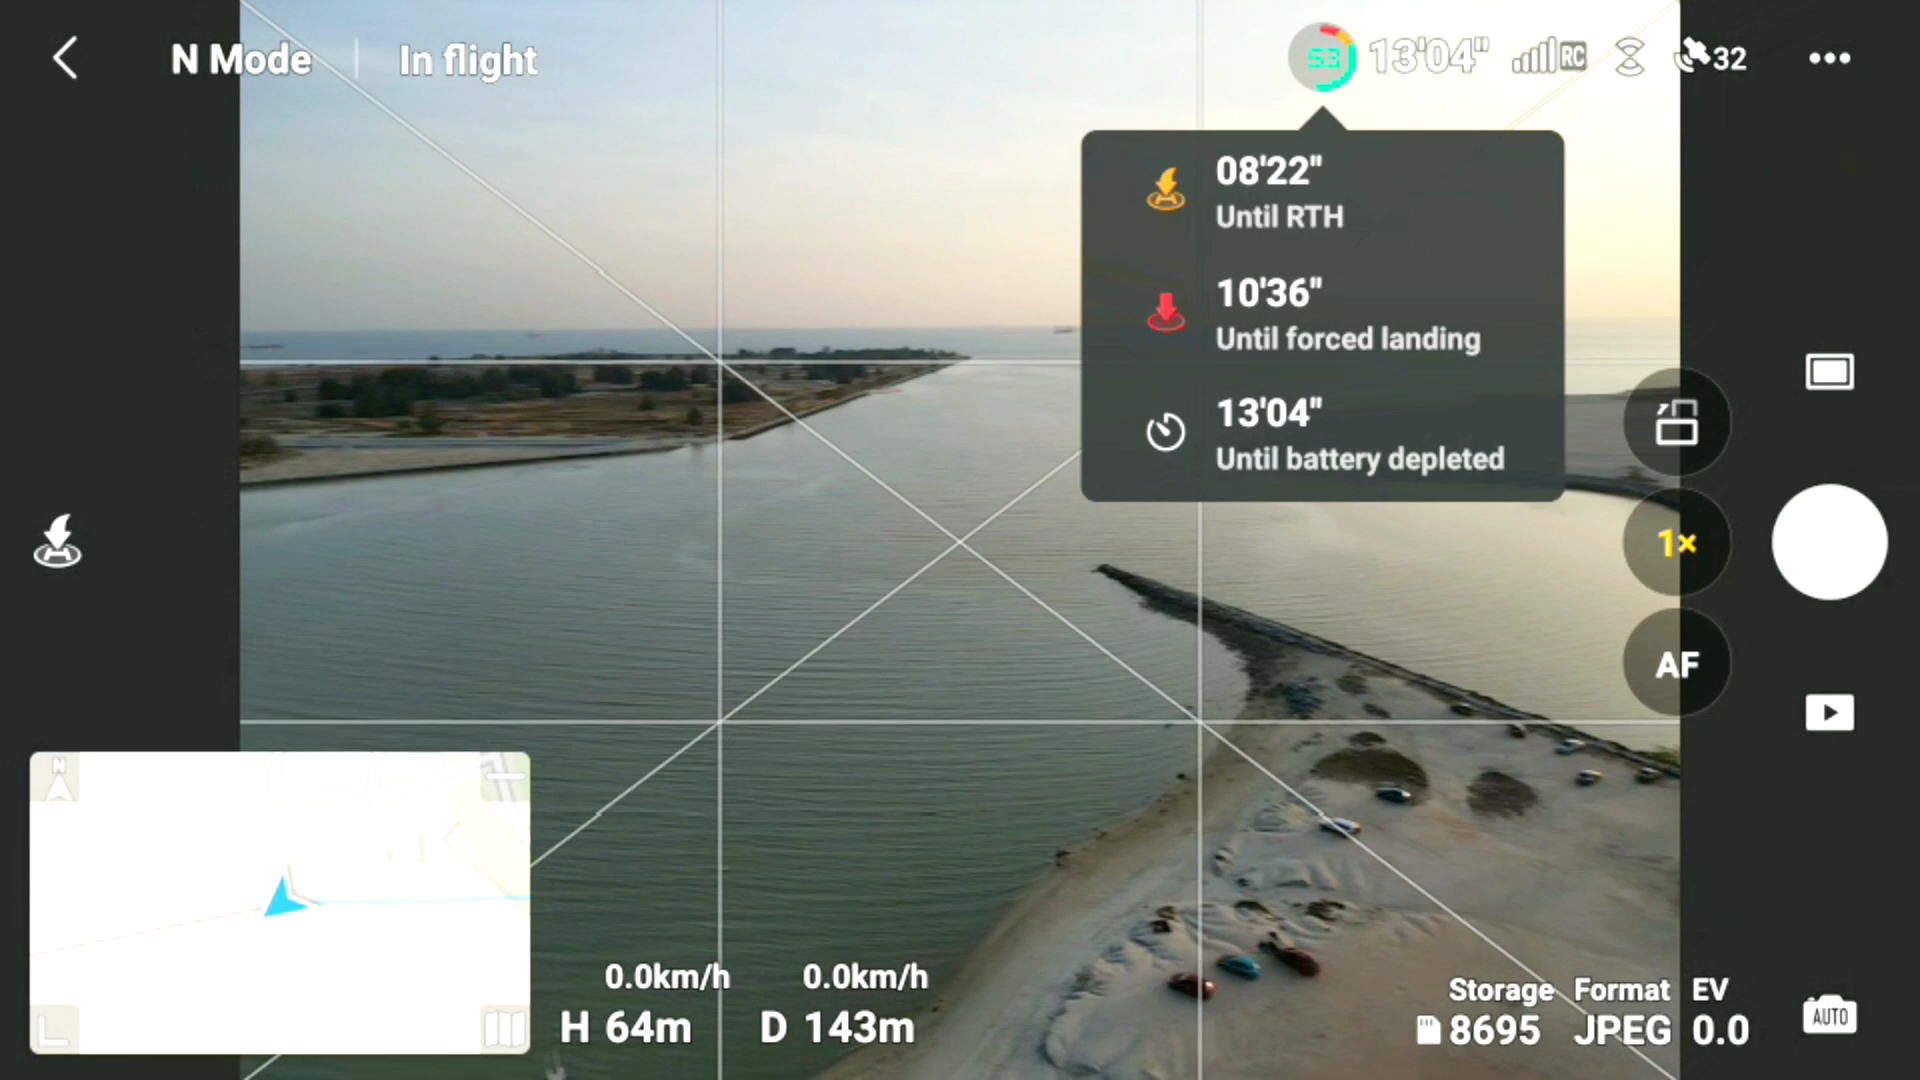 N Mode | In flight
53 13'04" RC 32
08'22"
Until RTH
10'36"
Until forced landing
13'04"
Until battery depleted
1×
AF
N
0.0km/h 0.0km/h
H 64m D 143m
Storage Format EV
8695 JPEG 0.0
AUTO